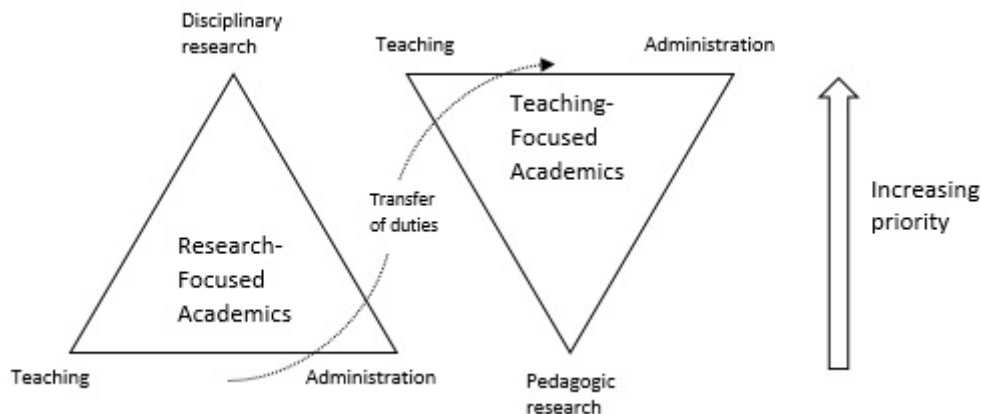 Disciplinary
research
Teaching
Administration
Teaching-
Focused
Academics
Increasing
priority
Transfer
of duties
Research-
Focused
Academics
Teaching
Administration
Pedagogic
research